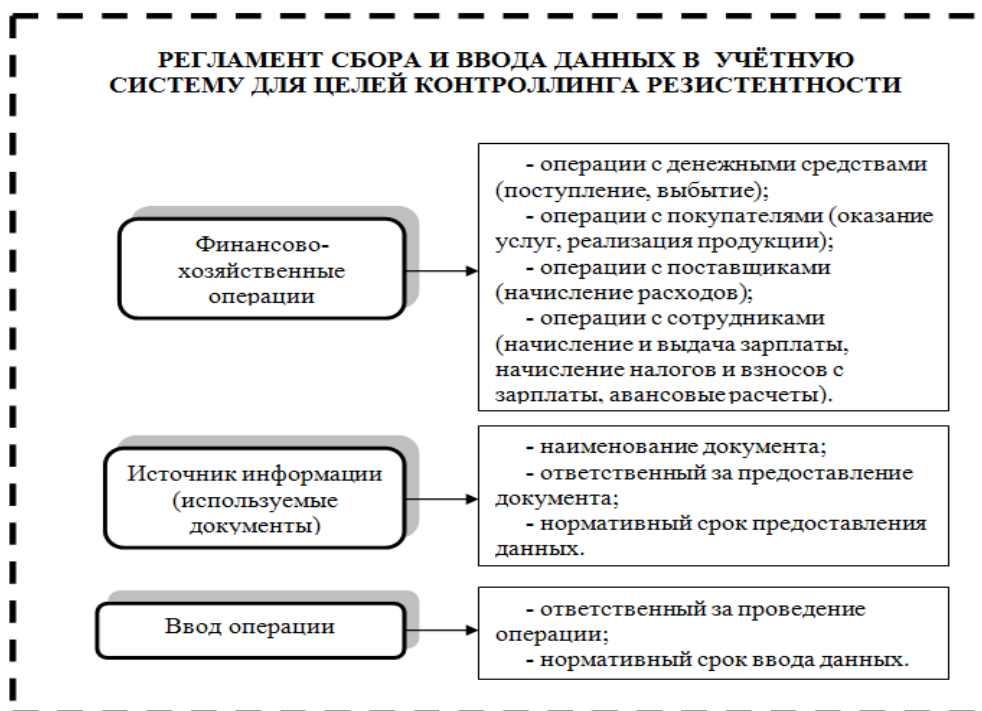 РЕГЛАМЕНТ СБОРА И ВВОДА ДАННЫХ В УЧЁТНУЮ
СИСТЕМУ ДЛЯ ЦЕЛЕЙ КОНТРОЛЛИНГА РЕЗИСТЕНТНОСТИ
Финансово-
хозяйственные
операции
- операции с денежными средствами
(поступление, выбытие);
- операции с покупателями (оказание
услуг, реализация продукции);
- операции с поставщиками
(начисление расходов);
- операции с сотрудниками
(начисление и выдача зарплаты,
начисление налогов и взносов с
зарплаты, авансовые расчеты).
Источник информации
(используемые
документы)
- наименование документа;
- ответственный за предоставление
документа;
- нормативный срок предоставления
данных.
Ввод операции
- ответственный за проведение
операции;
- нормативный срок ввода данных.